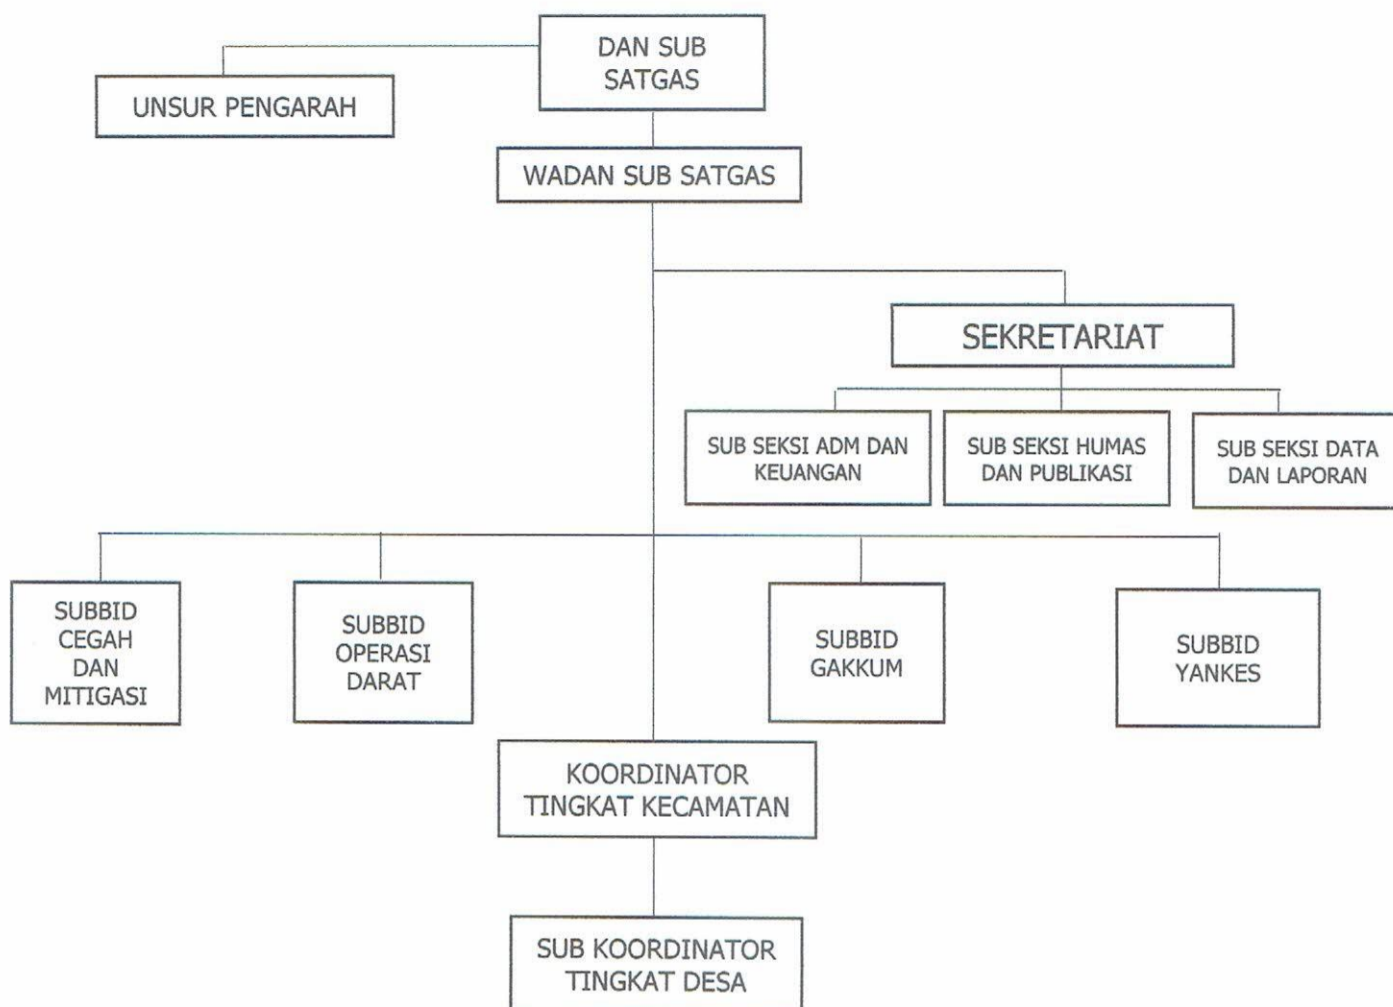 DAN SUB
SATGAS
UNSUR PENGARAH
WADAN SUB SATGAS
SEKRETARIAT
SUB SEKSI ADM DAN
KEUANGAN
SUB SEKSI HUMAS
DAN PUBLIKASI
SUB SEKSI DATA
DAN LAPORAN
SUBBID
CEGAH
DAN
MITIGASI
SUBBID
OPERASI
DARAT
SUBBID
GAKKUM
SUBBID
YANKES
KOORDINATOR
TINGKAT KECAMATAN
SUB KOORDINATOR
TINGKAT DESA